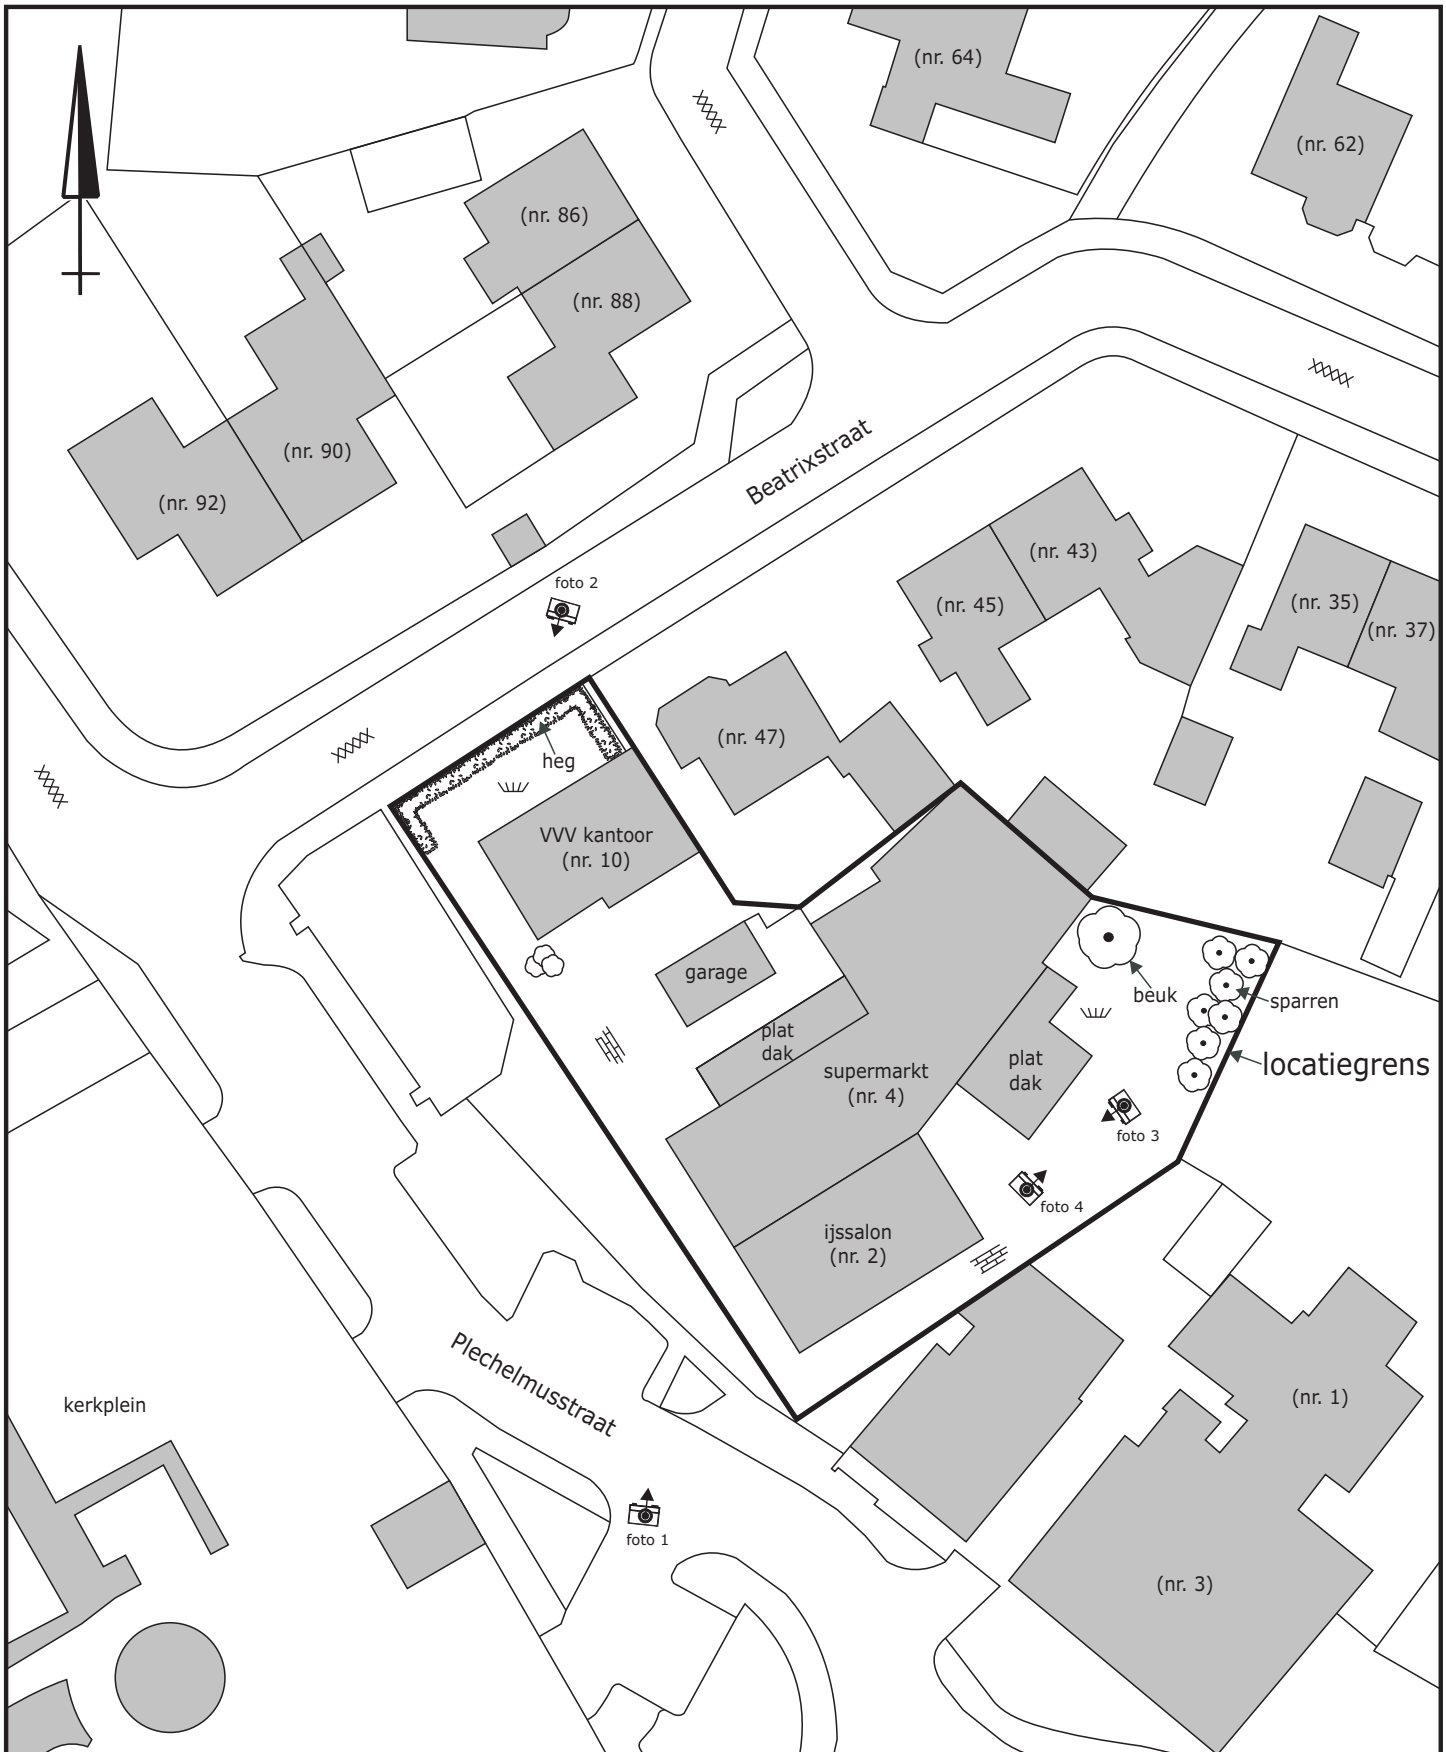 (nr. 64)
(nr. 62)
(nr. 86)
(nr. 88)
(nr. 90)
(nr. 92)
Beatrixstraat
(nr. 43)
(nr. 45)
(nr. 35)
(nr. 37)
foto 2
(nr. 47)
heg
VVV kantoor
(nr. 10)
garage
beuk
sparren
plat
dak
plat
dak
locatiegrens
supermarkt
(nr. 4)
foto 3
foto 4
ijssalon
(nr. 2)
Plechelmusstraat
kerkplein
(nr. 1)
foto 1
(nr. 3)